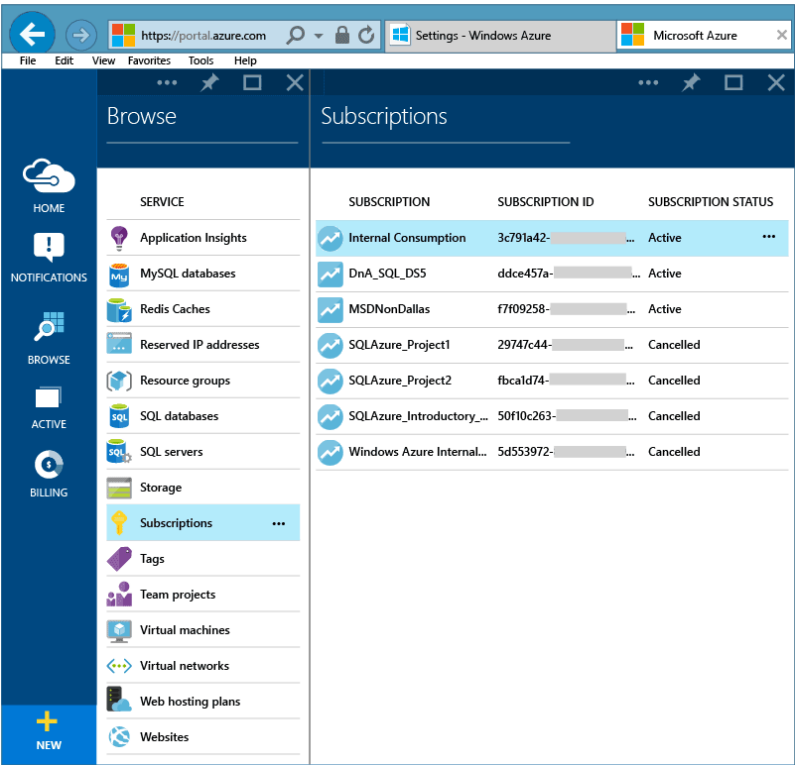 https://portal.azure.com
Settings - Windows Azure
Microsoft Azure
File Edit View Favorites Tools Help
Browse
Subscriptions
HOME
NOTIFICATIONS
BROWSE
ACTIVE
BILLING
NEW
SERVICE
Application Insights
MySQL databases
Redis Caches
Reserved IP addresses
Resource groups
SQL databases
SQL servers
Storage
Subscriptions ...
Tags
Team projects
Virtual machines
Virtual networks
Web hosting plans
Websites
SUBSCRIPTION SUBSCRIPTION ID SUBSCRIPTION STATUS
Internal Consumption 3c791a42- ... Active ...
DnA_SQL_DS5 ddce457a- ... Active
MSDNonDallas f7f09258- ... Active
SQLAzure_Project1 29747c44- ... Cancelled
SQLAzure_Project2 fbca1d74- ... Cancelled
SQLAzure_Introductory_... 50f10c263- ... Cancelled
Windows Azure Internal... 5d553972- ... Cancelled